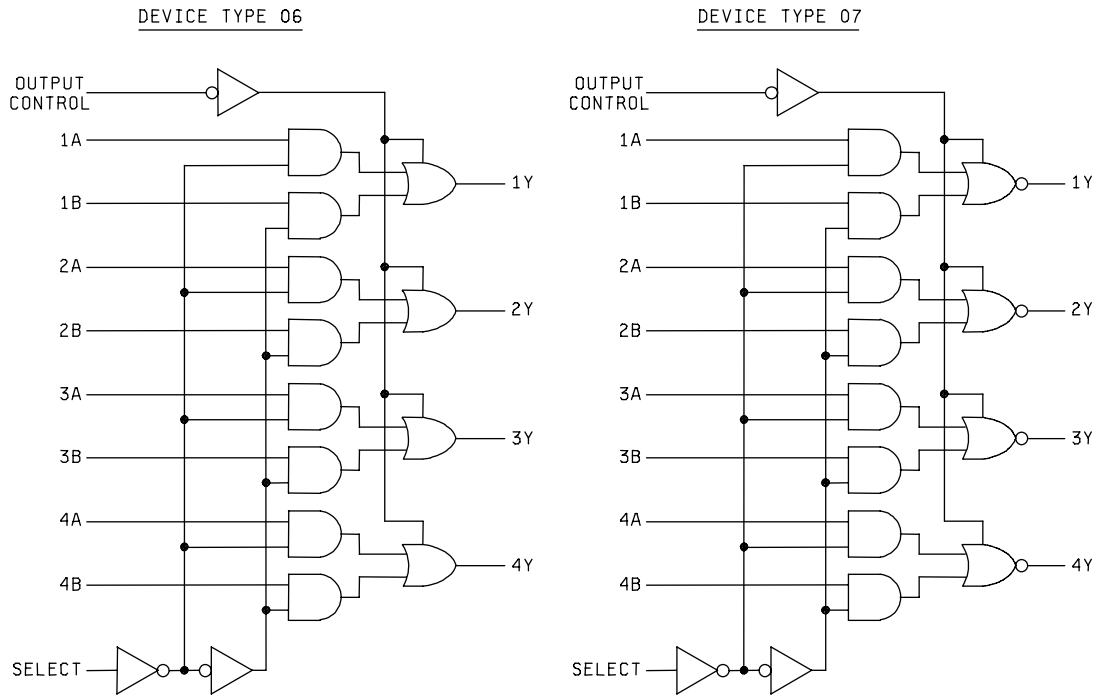 DEVICE TYPE 06
OUTPUT
CONTROL
1A
1Y
1B
2A
2Y
2B
3A
3Y
3B
4A
4Y
4B
SELECT
DEVICE TYPE 07
OUTPUT
CONTROL
1A
1Y
1B
2A
2Y
2B
3A
3Y
3B
4A
4Y
4B
SELECT